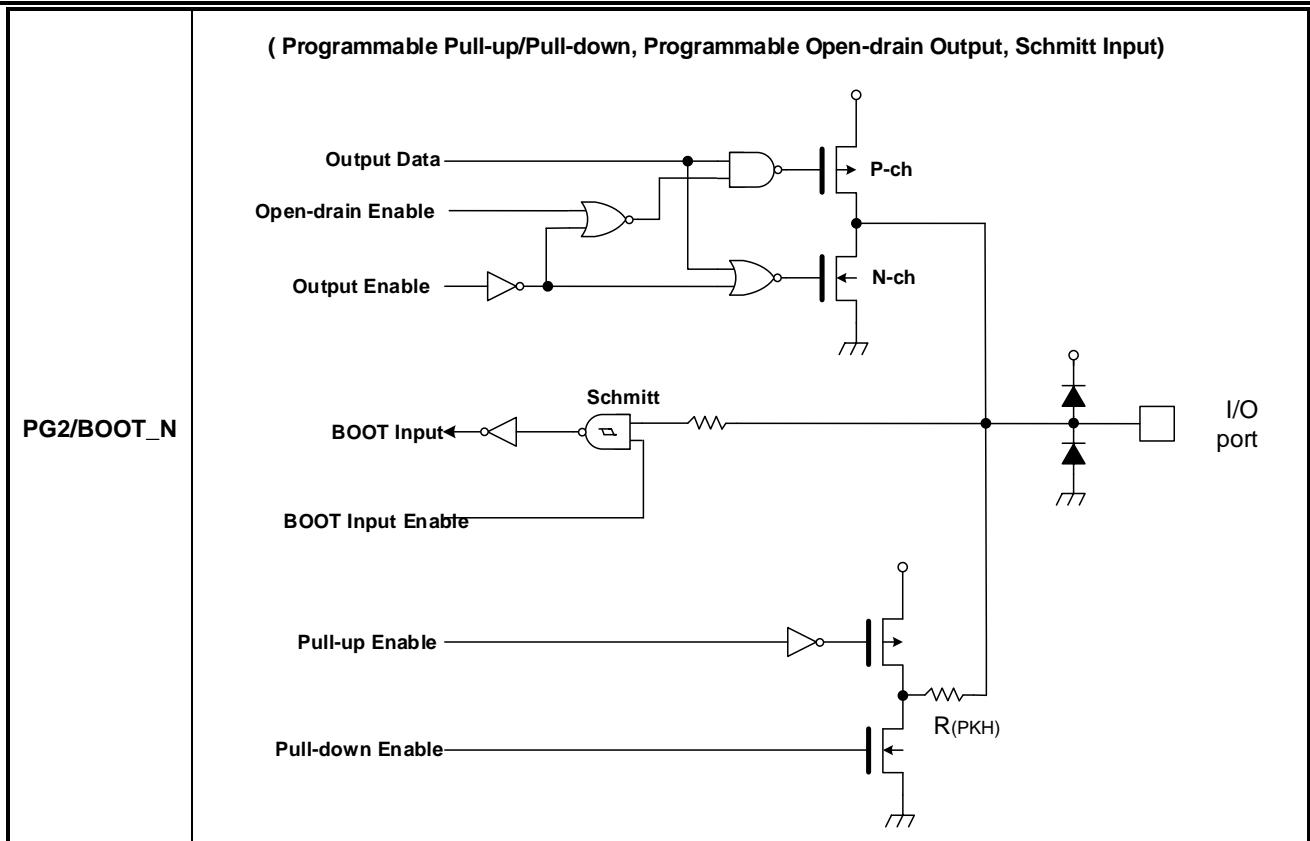 ( Programmable Pull-up/Pull-down, Programmable Open-drain Output, Schmitt Input)
Output Data
P-ch
Open-drain Enable
N-ch
Output Enable
Schmitt
PG2/BOOT_N
BOOT Input
I/O
port
BOOT Input Enable
Pull-up Enable
R(PKH)
Pull-down Enable